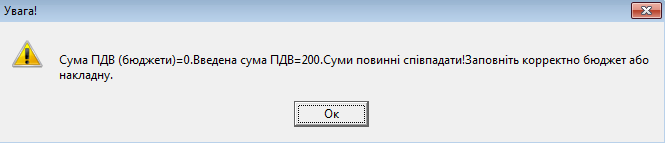 Увага!
Сума ПДВ (бюджети)=0.Введена сума ПДВ=200.Суми повинні співпадати!Заповніть корректно бюджет або
накладну.
Ок